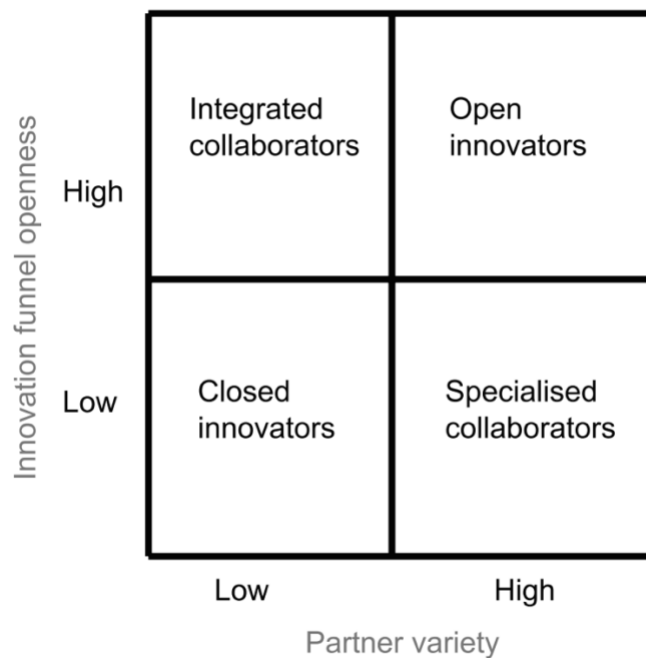 Innovation funnel openness
High
Low
Integrated
collaborators
Open
innovators
Closed
innovators
Specialised
collaborators
Low
High
Partner variety